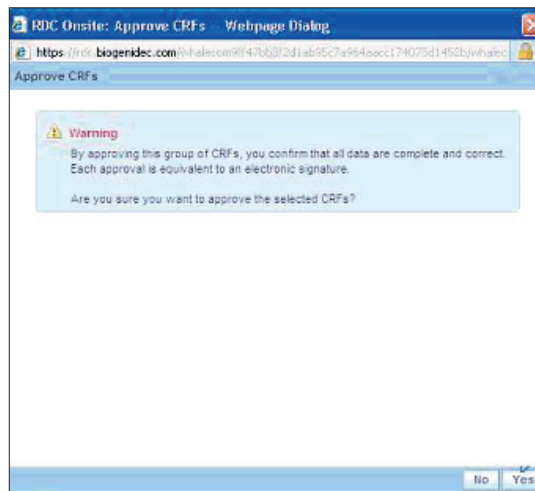 RDC Onsite: Approve CRFs -- Webpage Dialog
https://rdc.biogenidec.com/
Approve CRFs
Warning
By approving this group of CRFs, you confirm that all data are complete and correct.
Each approval is equivalent to an electronic signature.
Are you sure you want to approve the selected CRFs?
No Yes